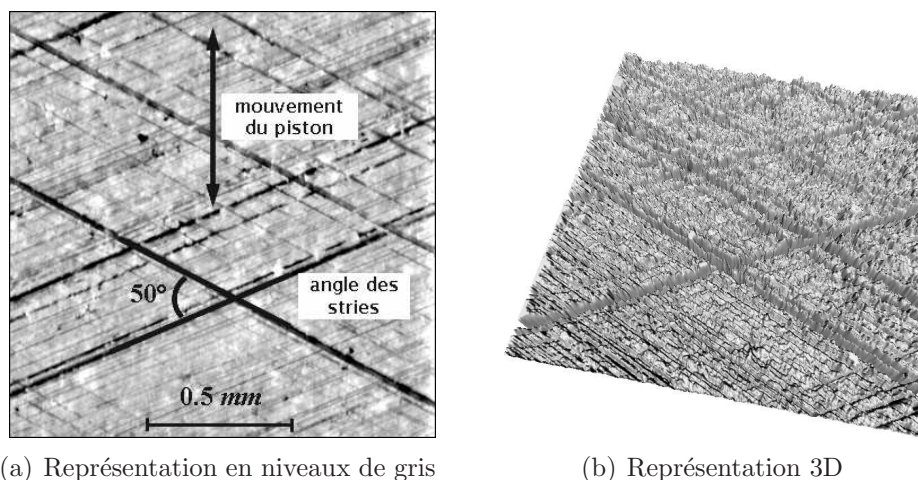 mouvement
du piston
50°
angle des
stries
0.5 mm
(a) Représentation en niveaux de gris
(b) Représentation 3D